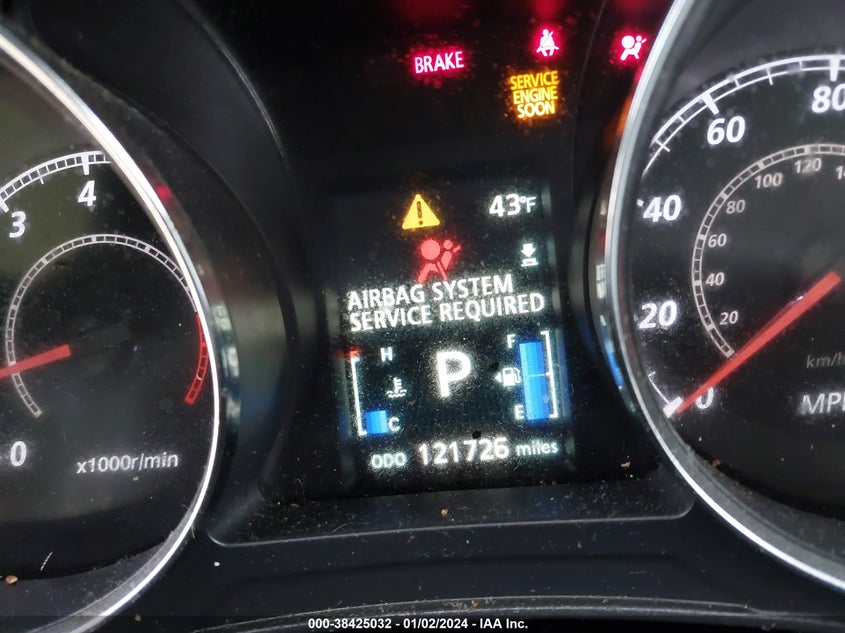 BRAKE
SERVICE
ENGINE
SOON
43°F
AIRBAG SYSTEM
SERVICE REQUIRED
H
F
P
C
E
ODO 121726 miles
3
4
0
x1000r/min
0
20
40
60
80
20
40
60
80
100
120
km/h
000-38425032 - 01/02/2024 - IAA Inc.